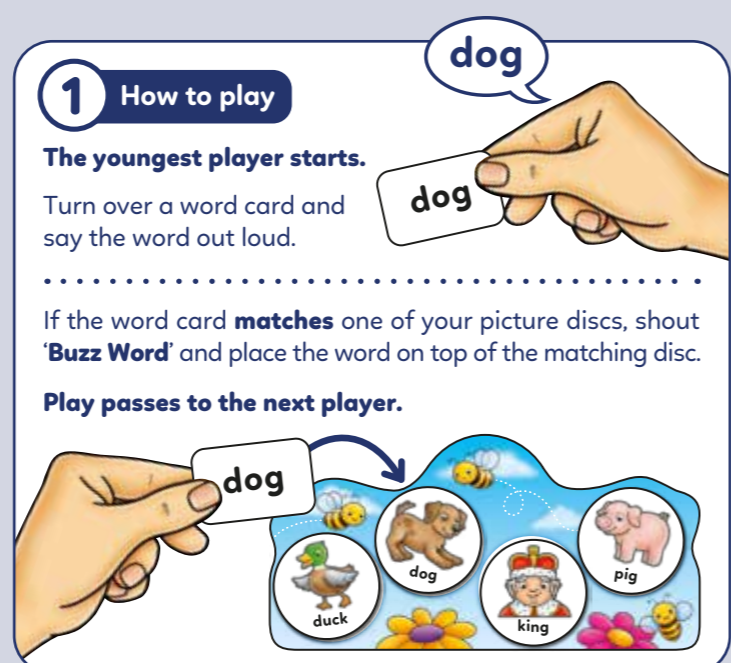 dog
1 How to play
The youngest player starts.
Turn over a word card and
say the word out loud.
dog
If the word card matches one of your picture discs, shout
‘Buzz Word’ and place the word on top of the matching disc.
Play passes to the next player.
dog
duck
dog
king
pig